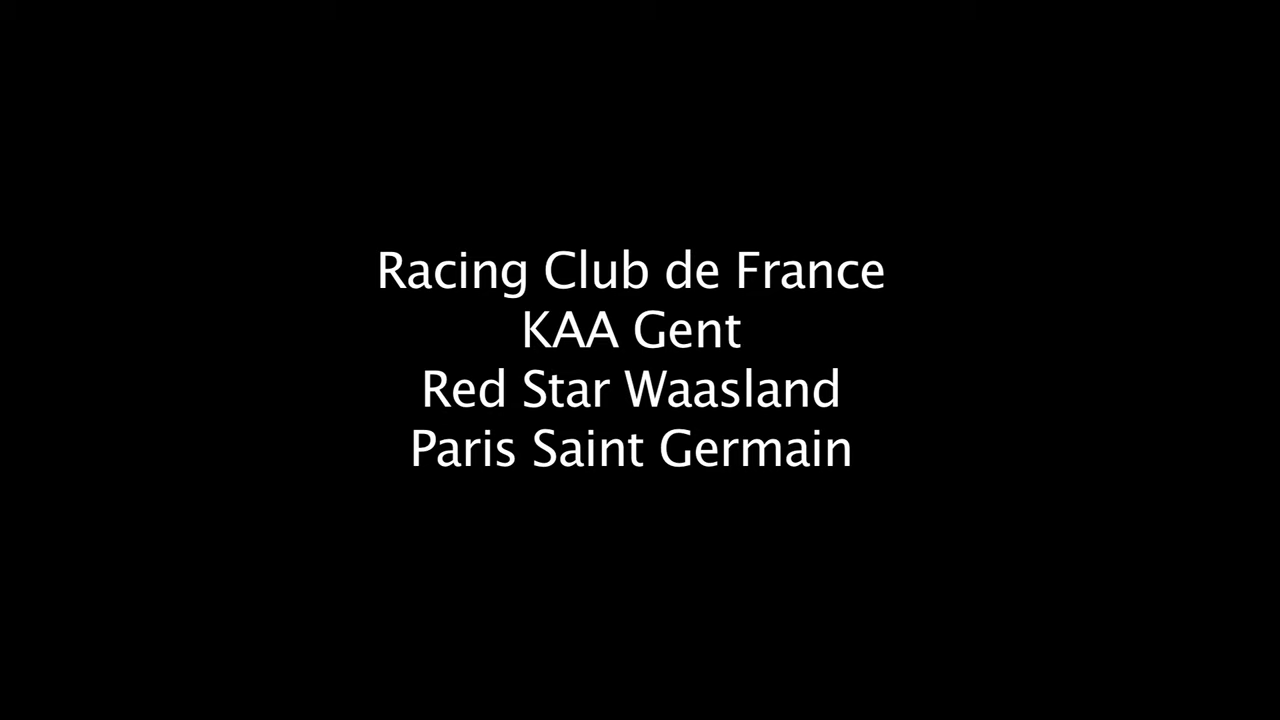 Racing Club de France
KAA Gent
Red Star Waasland
Paris Saint Germain